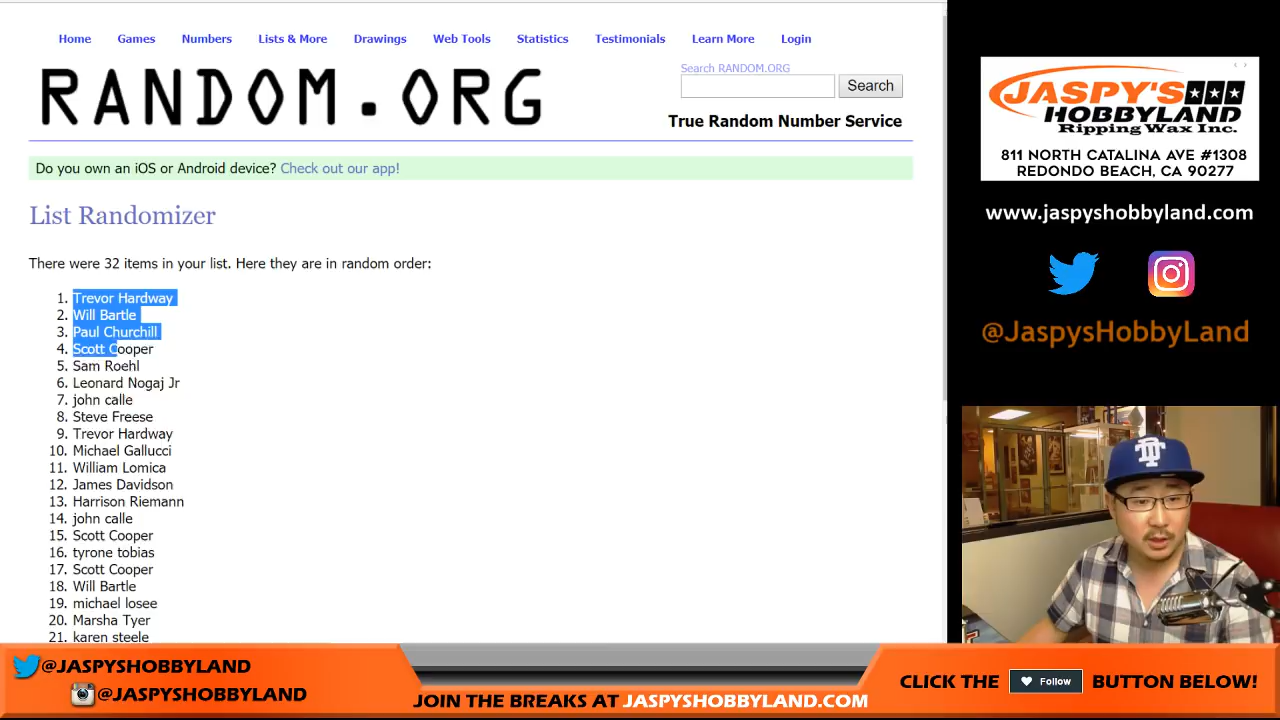 Home Games Numbers Lists & More Drawings Web Tools Statistics Testimonials Learn More Login
RANDOM.ORG
Search RANDOM.ORG
Search
True Random Number Service
Do you own an iOS or Android device? Check out our app!
List Randomizer
There were 32 items in your list. Here they are in random order:
1. Trevor Hardway
2. Will Bartle
3. Paul Churchill
4. Scott Cooper
5. Sam Roehl
6. Leonard Nogaj Jr
7. john calle
8. Steve Freese
9. Trevor Hardway
10. Michael Gallucci
11. William Lomica
12. James Davidson
13. Harrison Riemann
14. john calle
15. Scott Cooper
16. tyrone tobias
17. Scott Cooper
18. Will Bartle
19. michael losee
20. Marsha Tyer
21. karen steele
JASPY'S
HOBBYLAND
Ripping Wax Inc.
811 NORTH CATALINA AVE #1308
REDONDO BEACH, CA 90277
www.jaspyshobbyland.com
@JaspysHobbyLand
@JASPYSHOBBYLAND
@JASPYSHOBBYLAND
JOIN THE BREAKS AT JASPYSHOBBYLAND.COM
CLICK THE Follow BUTTON BELOW!